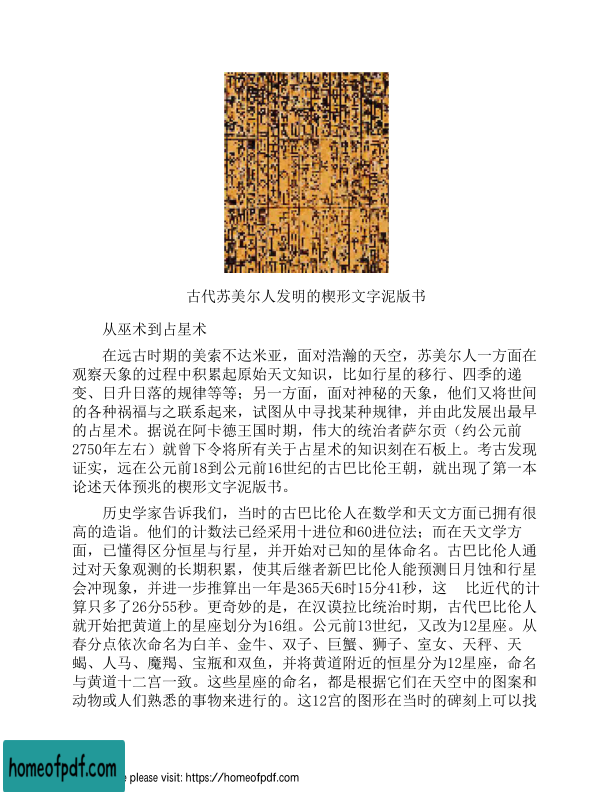 古代苏美尔人发明的楔形文字泥版书
从巫术到占星术
在远古时期的美索不达米亚，面对浩瀚的天空，苏美尔人一方面在
观察天象的过程中积累起原始天文知识，比如行星的移行、四季的递
变、日升日落的规律等等；另一方面，面对神秘的天象，他们又将世间
的各种祸福与之联系起来，试图从中寻找某种规律，并由此发展出最早
的占星术。据说在阿卡德王国时期，伟大的统治者萨尔贡（约公元前
2750年左右）就曾下令将所有关于占星术的知识刻在石板上。考古发现
证实，远在公元前18到公元前16世纪的古巴比伦王朝，就出现了第一本
论述天体预兆的楔形文字泥版书。
历史学家告诉我们，当时的古巴比伦人在数学和天文方面已拥有很
高的造诣。他们的计数法已经采用十进位和60进位法；而在天文学方
面，已懂得区分恒星与行星，并开始对已知的星体命名。古巴比伦人通
过对天象观测的长期积累，使其后继者新巴比伦人能预测日月蚀和行星
会冲现象，并进一步推算出一年是365天6时15分41秒，这 比近代的计
算只多了26分55秒。更奇妙的是，在汉谟拉比统治时期，古代巴比伦人
就开始把黄道上的星座划分为16组。公元前13世纪，又改为12星座。从
春分点依次命名为白羊、金牛、双子、巨蟹、狮子、室女、天秤、天
蝎、人马、魔羯、宝瓶和双鱼，并将黄道附近的恒星分为12星座，命名
与黄道十二宫一致。这些星座的命名，都是根据它们在天空中的图案和
动物或人们熟悉的事物来进行的。这12宫的图形在当时的碑刻上可以找
homeofpdf.com
e please visit: https://homeofpdf.com